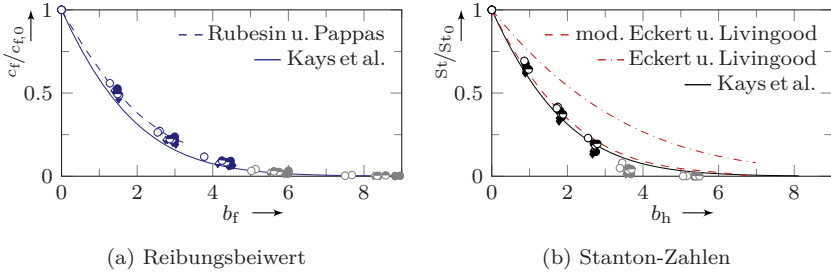 1
0.5
0
0
2
4
6
8
c_f/c_f,0
b_f
Rubesin u. Pappas
Kays et al.
(a) Reibungsbeiwert
1
0.5
0
0
2
4
6
8
St/St_0
b_h
mod. Eckert u. Livingood
Eckert u. Livingood
Kays et al.
(b) Stanton-Zahlen